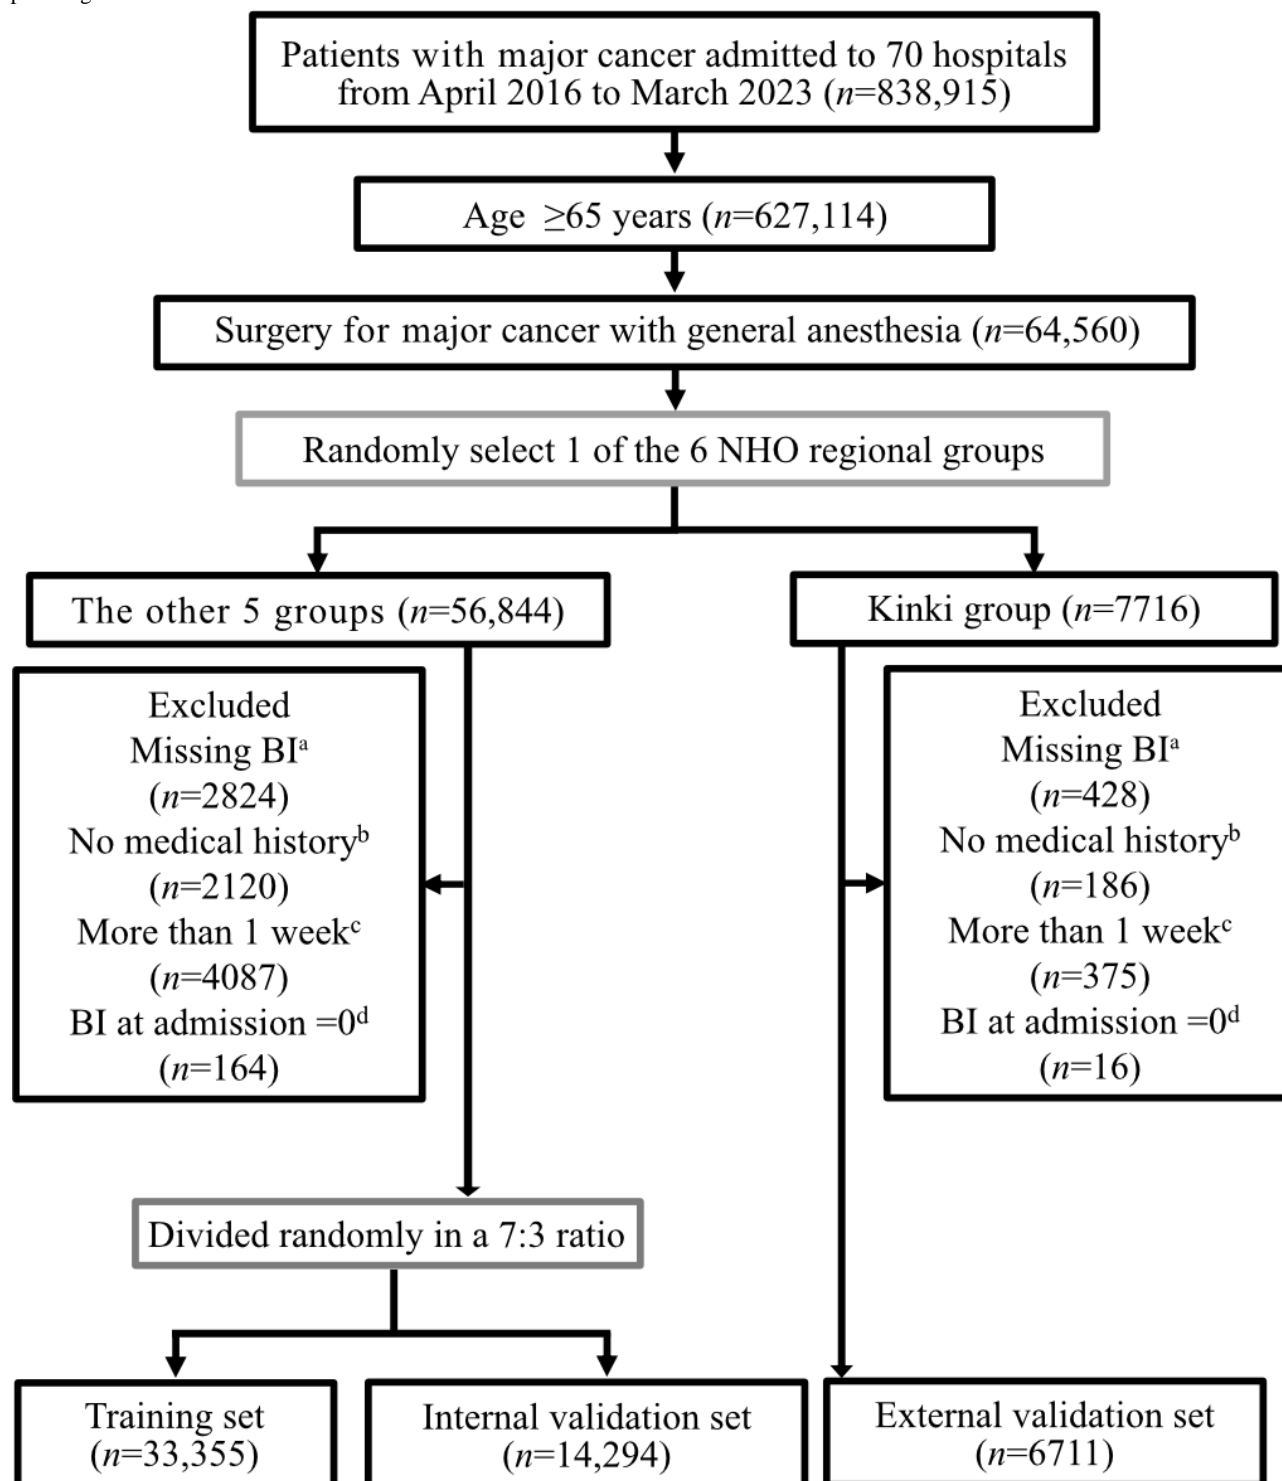 Patients with major cancer admitted to 70 hospitals
from April 2016 to March 2023 (n=838,915)
Age ≥65 years (n=627,114)
Surgery for major cancer with general anesthesia (n=64,560)
Randomly select 1 of the 6 NHO regional groups
The other 5 groups (n=56,844)
Kinki group (n=7716)
Excluded
Missing BIᵃ
(n=2824)
No medical historyᵇ
(n=2120)
More than 1 weekᶜ
(n=4087)
BI at admission =0ᵈ
(n=164)
Excluded
Missing BIᵃ
(n=428)
No medical historyᵇ
(n=186)
More than 1 weekᶜ
(n=375)
BI at admission =0ᵈ
(n=16)
Divided randomly in a 7:3 ratio
Training set
(n=33,355)
Internal validation set
(n=14,294)
External validation set
(n=6711)